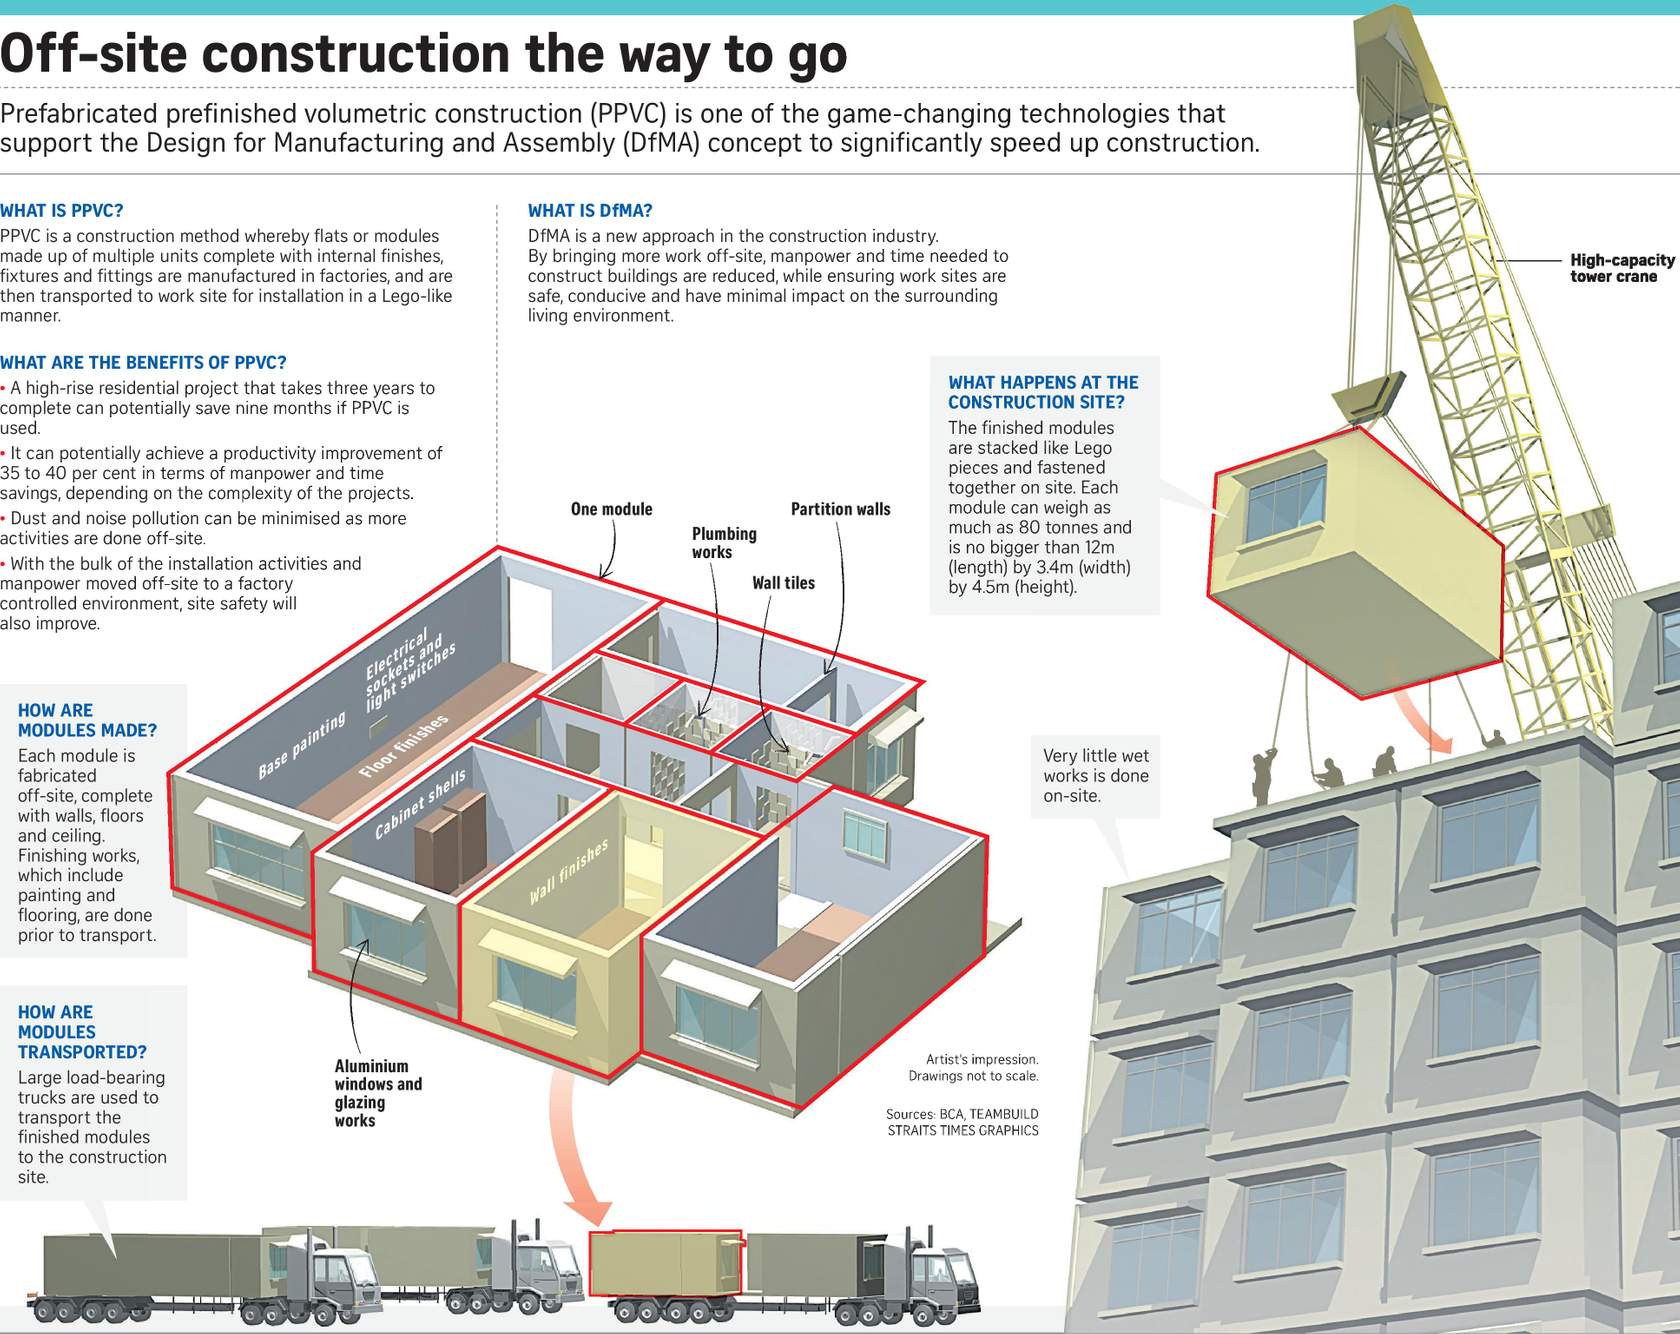 Off-site construction the way to go
Prefabricated prefinished volumetric construction (PPVC) is one of the game-changing technologies that
support the Design for Manufacturing and Assembly (DfMA) concept to significantly speed up construction.
WHAT IS PPVC?
PPVC is a construction method whereby flats or modules
made up of multiple units complete with internal finishes,
fixtures and fittings are manufactured in factories, and are
then transported to work site for installation in a Lego-like
manner.
WHAT ARE THE BENEFITS OF PPVC?
• A high-rise residential project that takes three years to
complete can potentially save nine months if PPVC is
used.
• It can potentially achieve a productivity improvement of
35 to 40 per cent in terms of manpower and time
savings, depending on the complexity of the projects.
• Dust and noise pollution can be minimised as more
activities are done off-site.
• With the bulk of the installation activities and
manpower moved off-site to a factory
controlled environment, site safety will
also improve.
WHAT IS DfMA?
DfMA is a new approach in the construction industry.
By bringing more work off-site, manpower and time needed to
construct buildings are reduced, while ensuring work sites are
safe, conducive and have minimal impact on the surrounding
living environment.
High-capacity
tower crane
WHAT HAPPENS AT THE
CONSTRUCTION SITE?
The finished modules
are stacked like Lego
pieces and fastened
together on site. Each
module can weigh as
much as 80 tonnes and
is no bigger than 12m
(length) by 3.4m (width)
by 4.5m (height).
One module
Plumbing
works
Wall tiles
Partition walls
Electrical
sockets and
light switches
Base painting
Floor finishes
Cabinet shells
Wall finishes
Aluminium
windows and
glazing
works
HOW ARE
MODULES MADE?
Each module is
fabricated
off-site, complete
with walls, floors
and ceiling.
Finishing works,
which include
painting and
flooring, are done
prior to transport.
HOW ARE
MODULES
TRANSPORTED?
Large load-bearing
trucks are used to
transport the
finished modules
to the construction
site.
Very little wet
works is done
on-site.
Artist's impression.
Drawings not to scale.
Sources: BCA, TEAMBUILD
STRAITS TIMES GRAPHICS